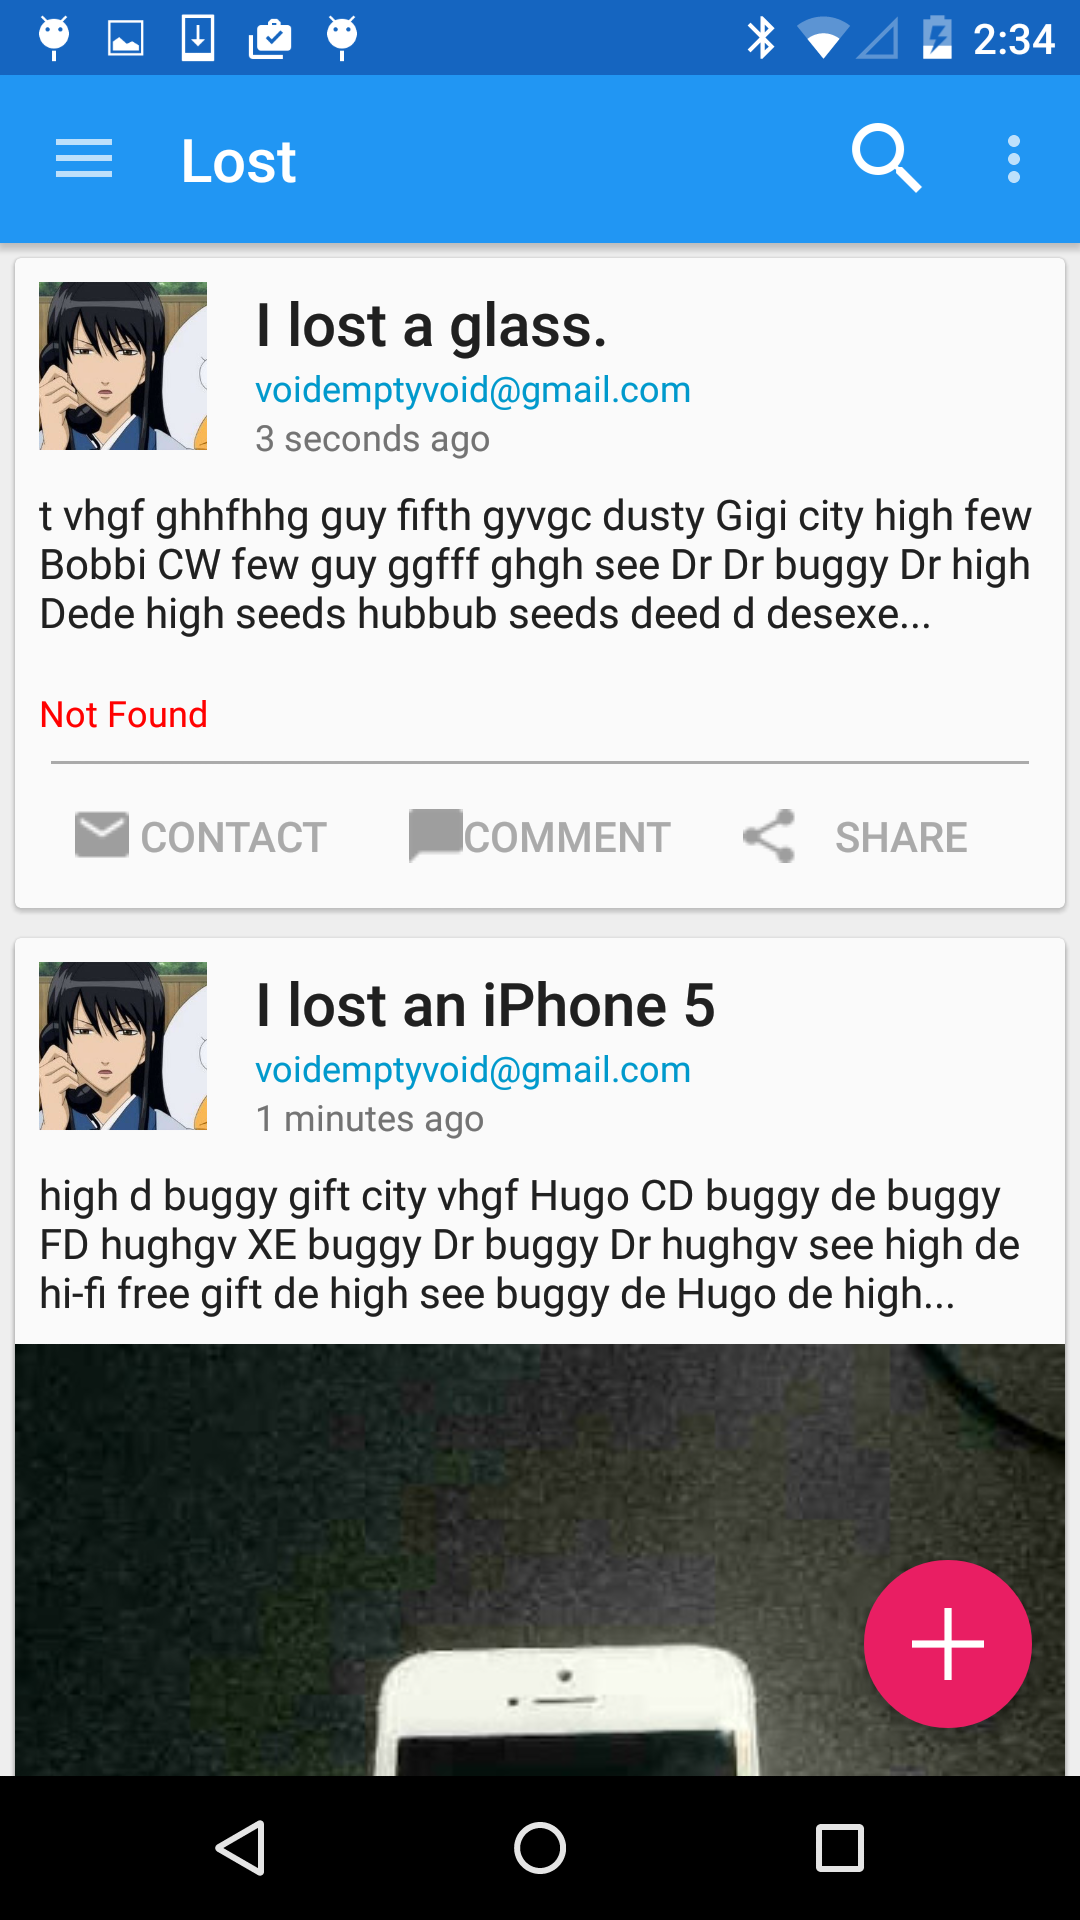 2:34
Lost
I lost a glass.
voidemptyvoid@gmail.com
3 seconds ago
t vhgf ghhfhhg guy fifth gyvgc dusty Gigi city high few
Bobbi CW few guy ggfff ghgh see Dr Dr buggy Dr high
Dede high seeds hubbub seeds deed d desexe...
Not Found
CONTACT COMMENT SHARE
I lost an iPhone 5
voidemptyvoid@gmail.com
1 minutes ago
high d buggy gift city vhgf Hugo CD buggy de buggy
FD hughgv XE buggy Dr buggy Dr hughgv see high de
hi-fi free gift de high see buggy de Hugo de high...